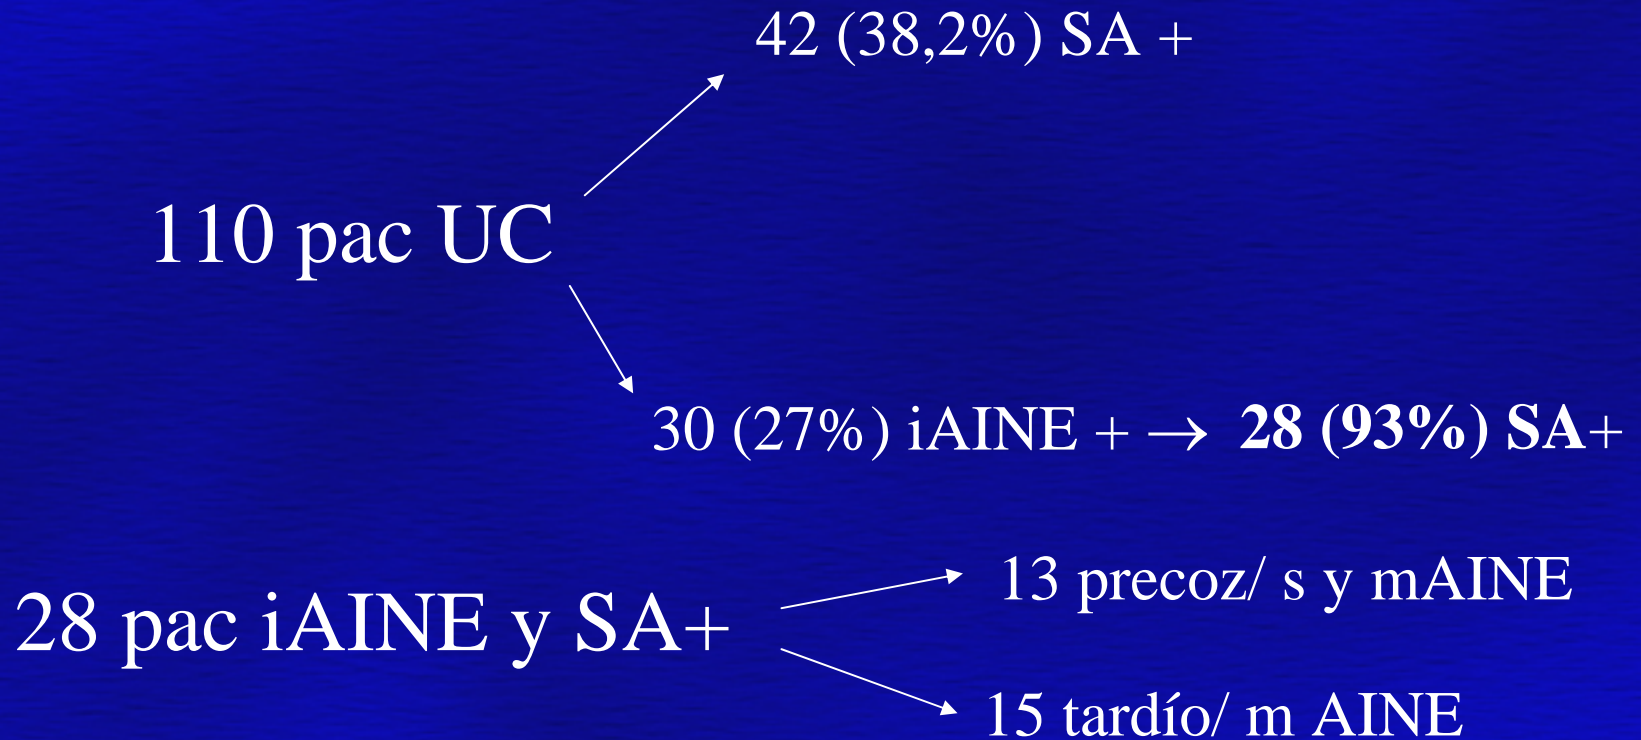 42 (38,2%) SA +
110 pac UC
30 (27%) iAINE + → 28 (93%) SA+
13 precoz/ s y mAINE
28 pac iAINE y SA+
15 tardío/ m AINE